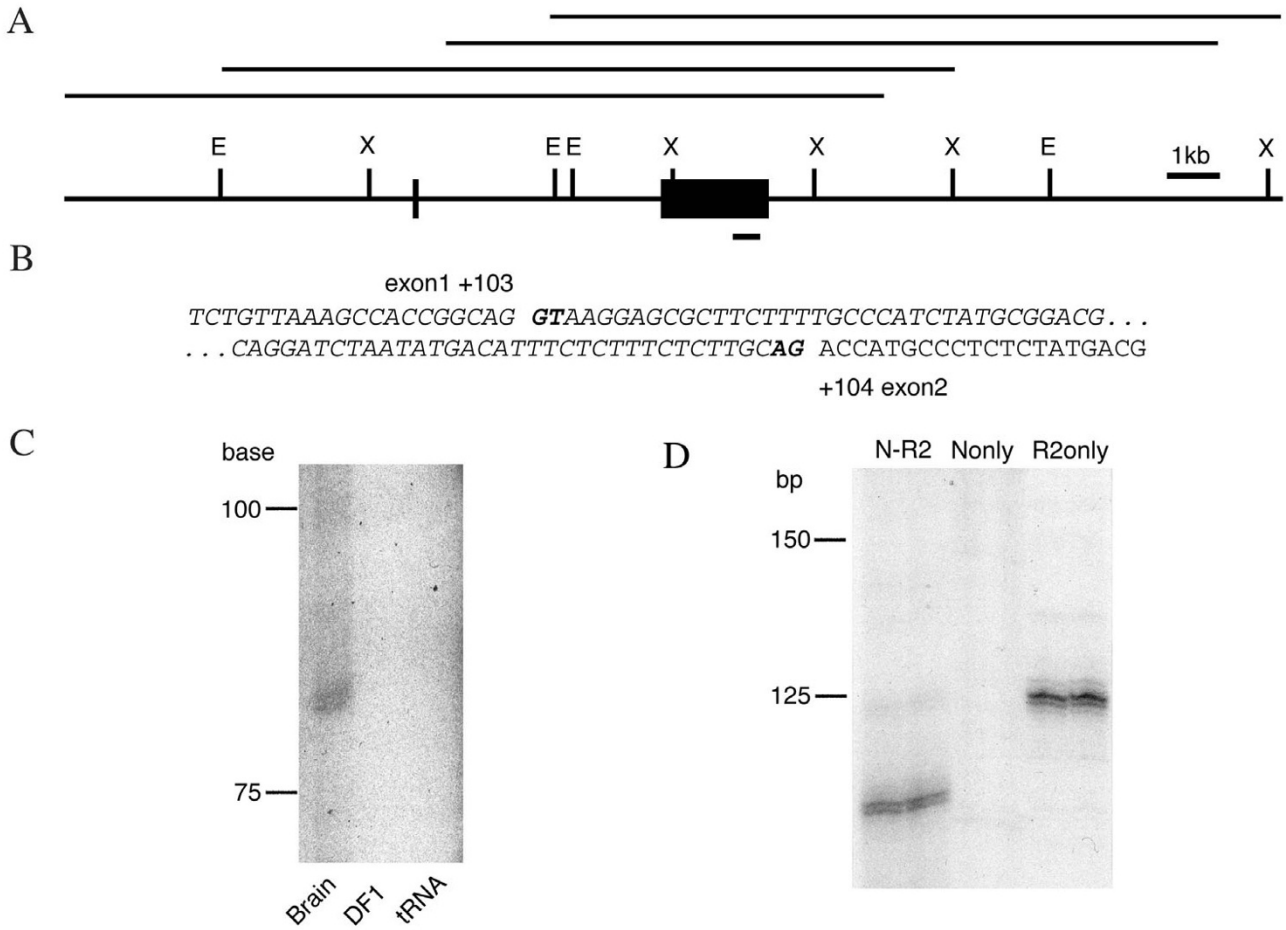 A
E X E E X X X E 1kb X
B
exon1 +103
TCTGTTAAAGCCACCGGCAG GTAAGGAGCGCTTCTTTTGCCCATCTATGCGGACG...
...CAGGATCTAATATGACATTTCTCTTTCTCTTGCAG ACCATGCCCTCTCTATGACG
+104 exon2
C
base
100
75
Brain DF1 tRNA
D
N-R2 Nonly R2only
bp
150
125